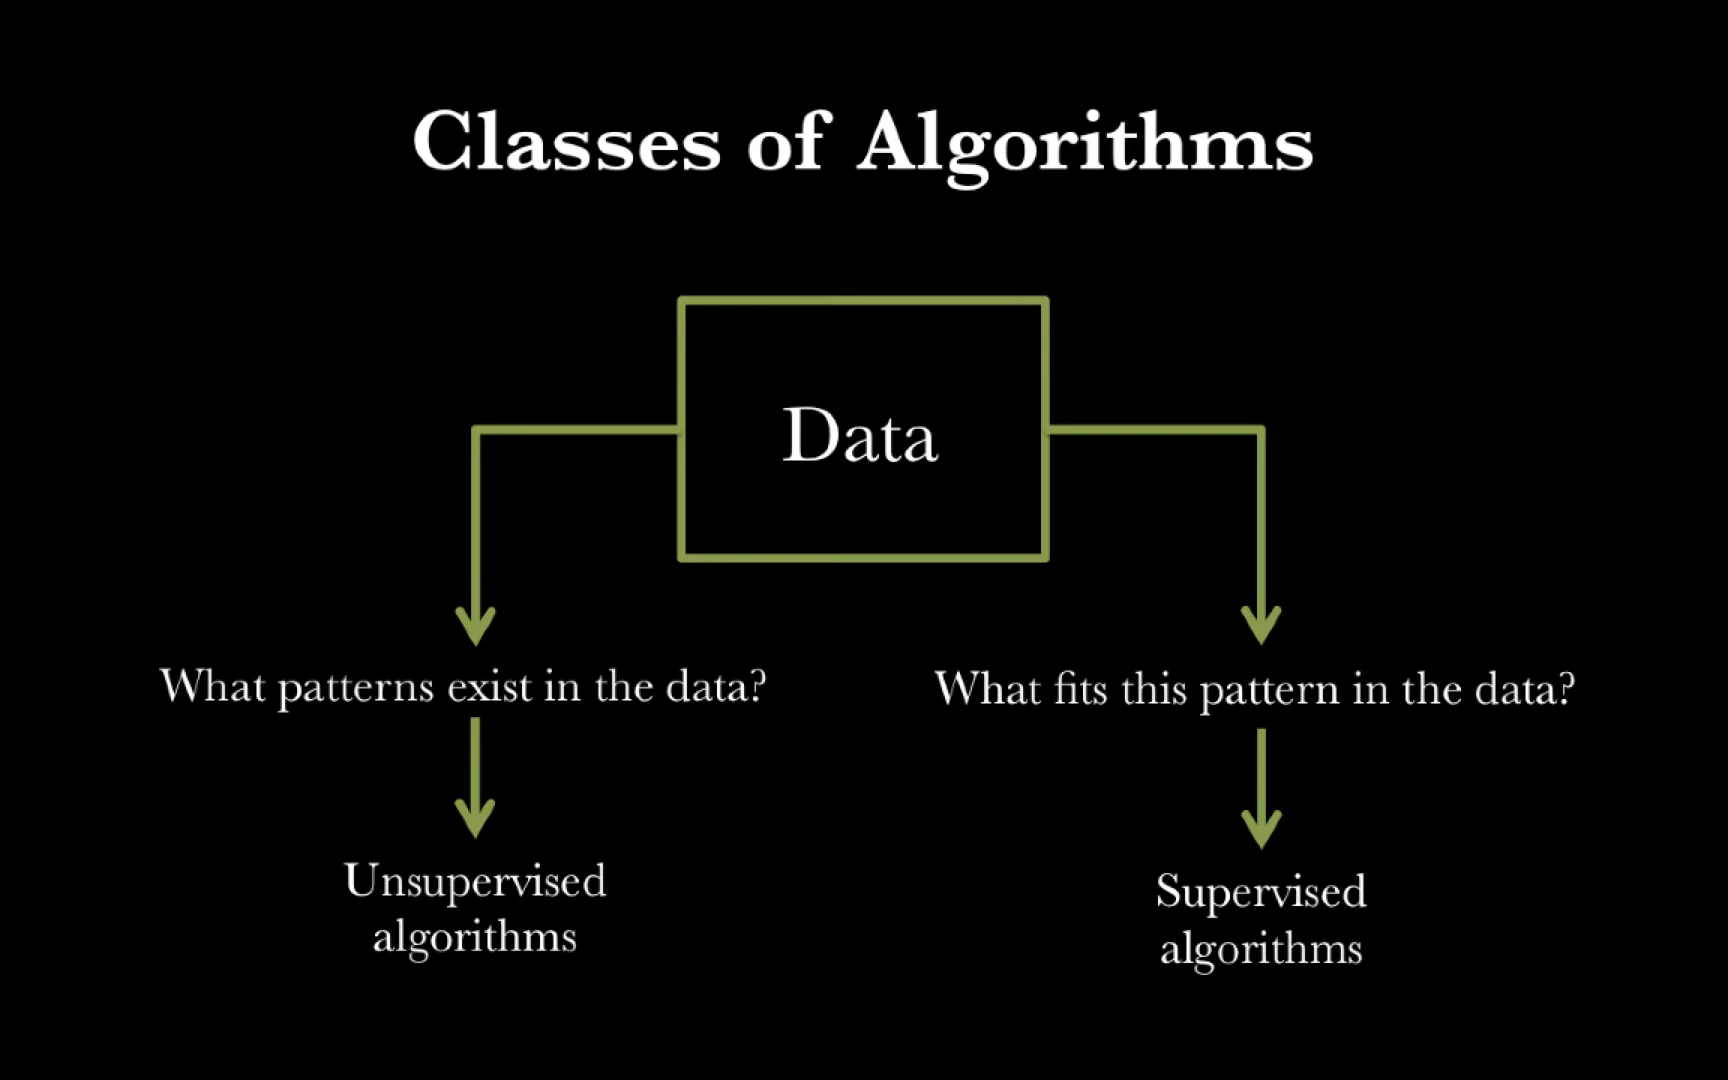 Classes of Algorithms
Data
What patterns exist in the data?
What fits this pattern in the data?
Unsupervised
algorithms
Supervised
algorithms